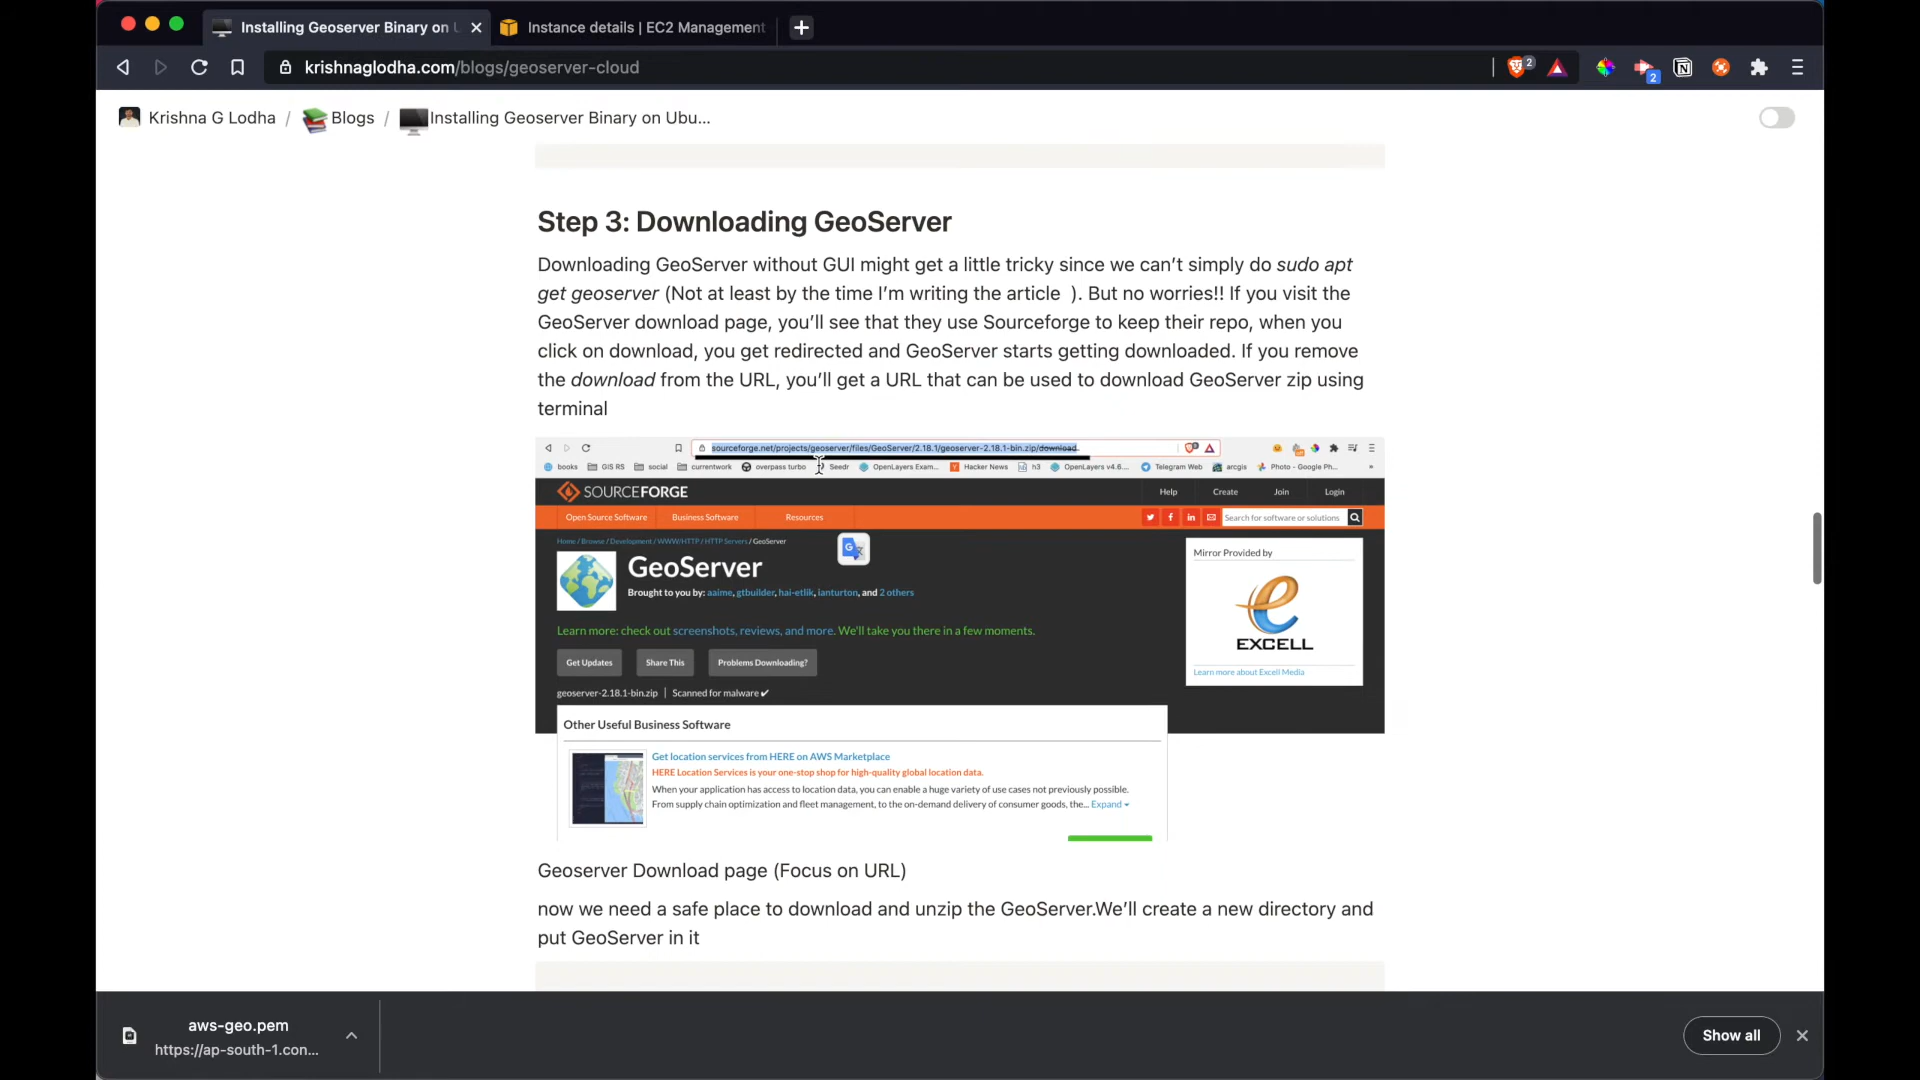 Installing Geoserver Binary on U
Instance details | EC2 Management
krishnaglodha.com/blogs/geoserver-cloud
2
2
Krishna G Lodha / Blogs / Installing Geoserver Binary on Ubu...
Step 3: Downloading GeoServer
Downloading GeoServer without GUI might get a little tricky since we can’t simply do sudo apt
get geoserver (Not at least by the time I’m writing the article ). But no worries!! If you visit the
GeoServer download page, you’ll see that they use Sourceforge to keep their repo, when you
click on download, you get redirected and GeoServer starts getting downloaded. If you remove
the download from the URL, you’ll get a URL that can be used to download GeoServer zip using
terminal
sourceforge.net/projects/geoserver/files/GeoServer/2.18.1/geoserver-2.18.1-bin.zip/download
books GIS RS social currentwork overpass turbo Seedr OpenLayers Exam... Hacker News h3 OpenLayers v4.6.... Telegram Web arcgis Photo - Google Ph... »
SOURCEFORGE
Help Create Join Login
Open Source Software Business Software Resources
Search for software or solutions
Home / Browse / Development / WWW/HTTP / HTTP Servers / GeoServer
GeoServer
Brought to you by: aaime, gtbuilder, hai-etlik, ianturton, and 2 others
Learn more: check out screenshots, reviews, and more. We'll take you there in a few moments.
Get Updates Share This Problems Downloading?
geoserver-2.18.1-bin.zip | Scanned for malware ✔
Mirror Provided by
EXCELL
Learn more about Excell Media
Other Useful Business Software
Get location services from HERE on AWS Marketplace
HERE Location Services is your one-stop shop for high-quality global location data.
When your application has access to location data, you can enable a huge variety of use cases not previously possible.
From supply chain optimization and fleet management, to the on-demand delivery of consumer goods, the... Expand
Geoserver Download page (Focus on URL)
now we need a safe place to download and unzip the GeoServer.We’ll create a new directory and
put GeoServer in it
aws-geo.pem
https://ap-south-1.con...
Show all